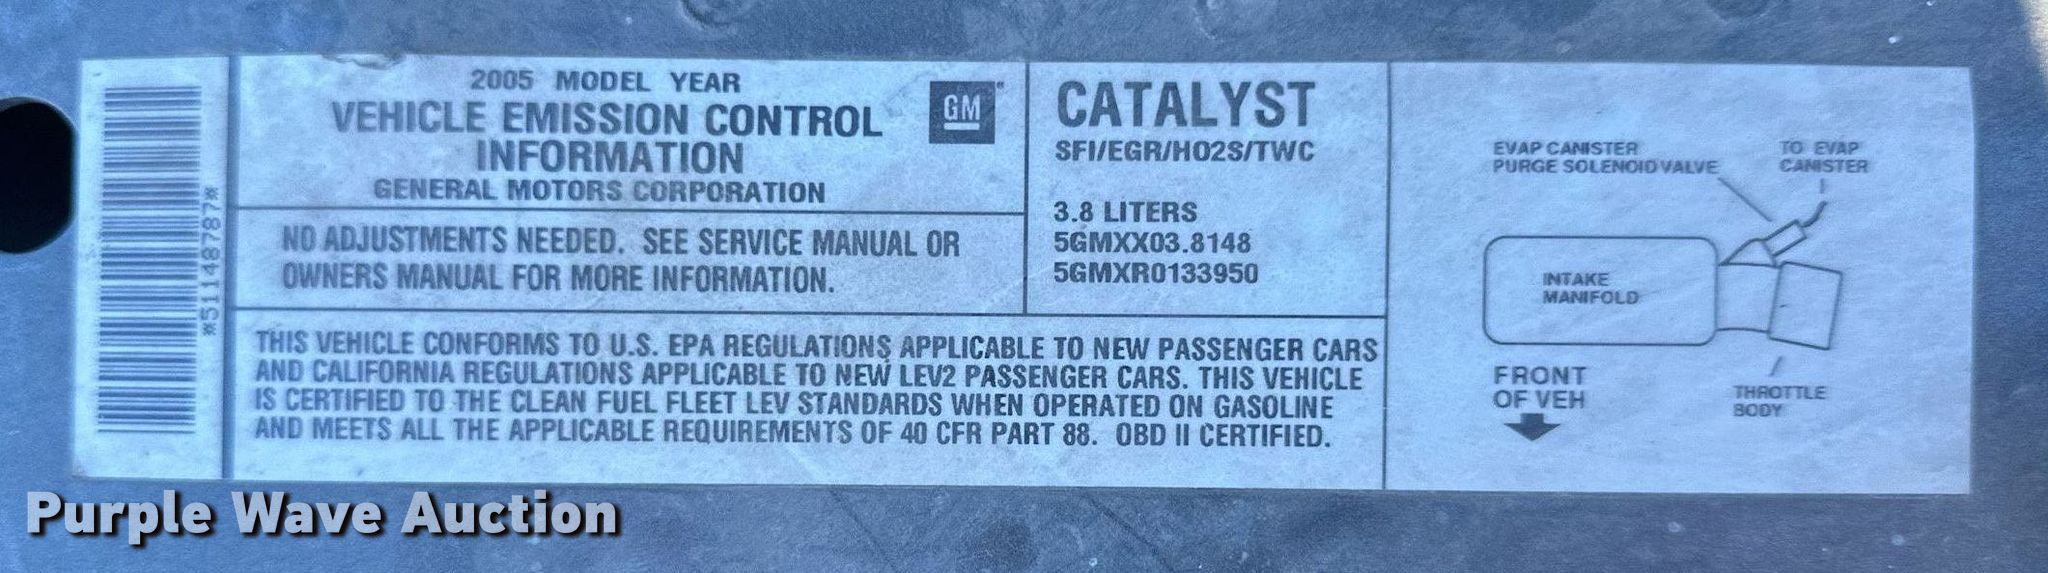 *51148787*
2005 MODEL YEAR
VEHICLE EMISSION CONTROL
INFORMATION
GENERAL MOTORS CORPORATION
GM
NO ADJUSTMENTS NEEDED. SEE SERVICE MANUAL OR
OWNERS MANUAL FOR MORE INFORMATION.
CATALYST
SFI/EGR/HO2S/TWC
3.8 LITERS
5GMXX03.8148
5GMXR0133950
THIS VEHICLE CONFORMS TO U.S. EPA REGULATIONS APPLICABLE TO NEW PASSENGER CARS
AND CALIFORNIA REGULATIONS APPLICABLE TO NEW LEV2 PASSENGER CARS. THIS VEHICLE
IS CERTIFIED TO THE CLEAN FUEL FLEET LEV STANDARDS WHEN OPERATED ON GASOLINE
AND MEETS ALL THE APPLICABLE REQUIREMENTS OF 40 CFR PART 88. OBD II CERTIFIED.
EVAP CANISTER
PURGE SOLENOID VALVE
TO EVAP
CANISTER
INTAKE
MANIFOLD
FRONT
OF VEH
THROTTLE
BODY
Purple Wave Auction